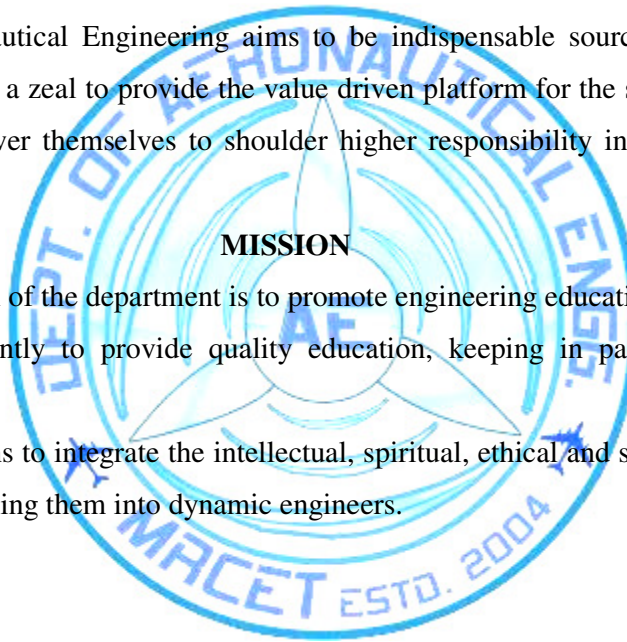 autical Engineering aims to be indispensable sourc
a zeal to provide the value driven platform for the s
ver themselves to shoulder higher responsibility in
MISSION
of the department is to promote engineering educati
ntly to provide quality education, keeping in pa
s to integrate the intellectual, spiritual, ethical and s
ing them into dynamic engineers.
DEPT. OF AERONAUTICAL ENGG.
AE
MRCET ESTD. 2004